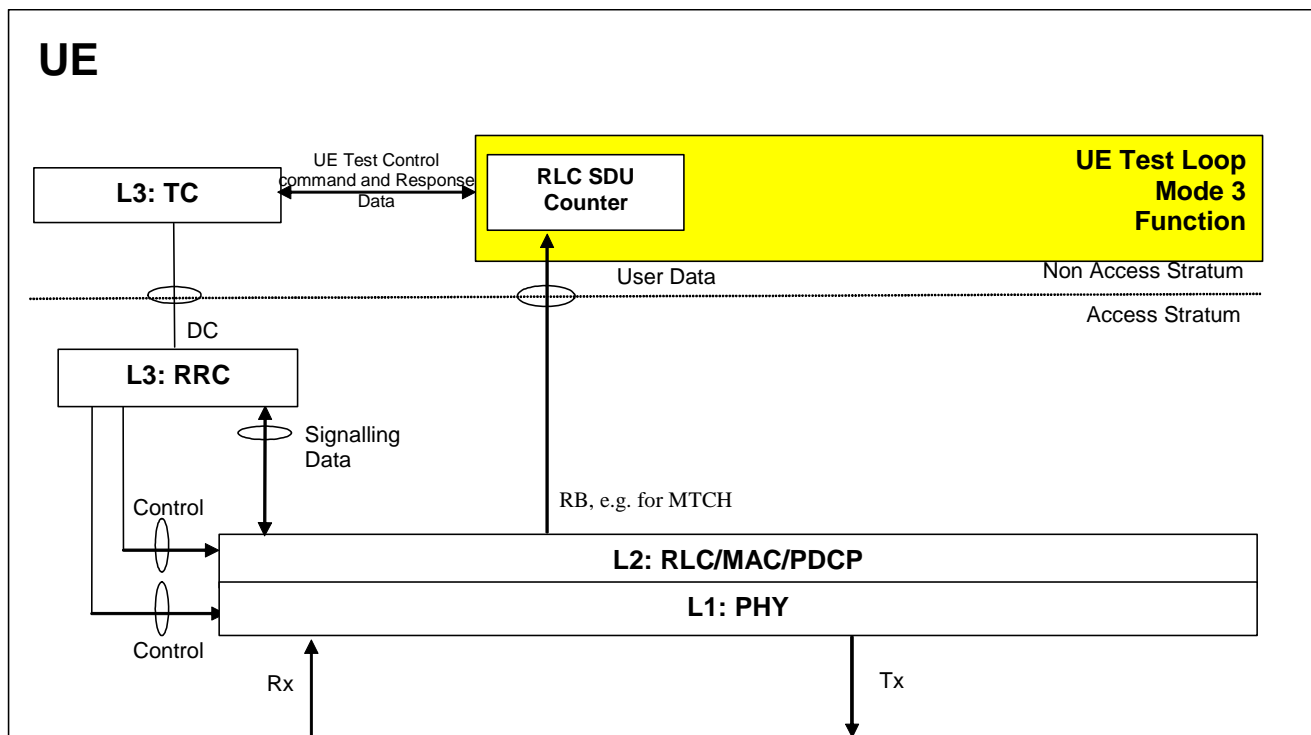 UE
UE Test Control
command and Response
Data
L3: TC
RLC SDU
Counter
UE Test Loop
Mode 3
Function
User Data
Non Access Stratum
Access Stratum
DC
L3: RRC
Signalling
Data
RB, e.g. for MTCH
Control
L2: RLC/MAC/PDCP
L1: PHY
Control
Rx
Tx